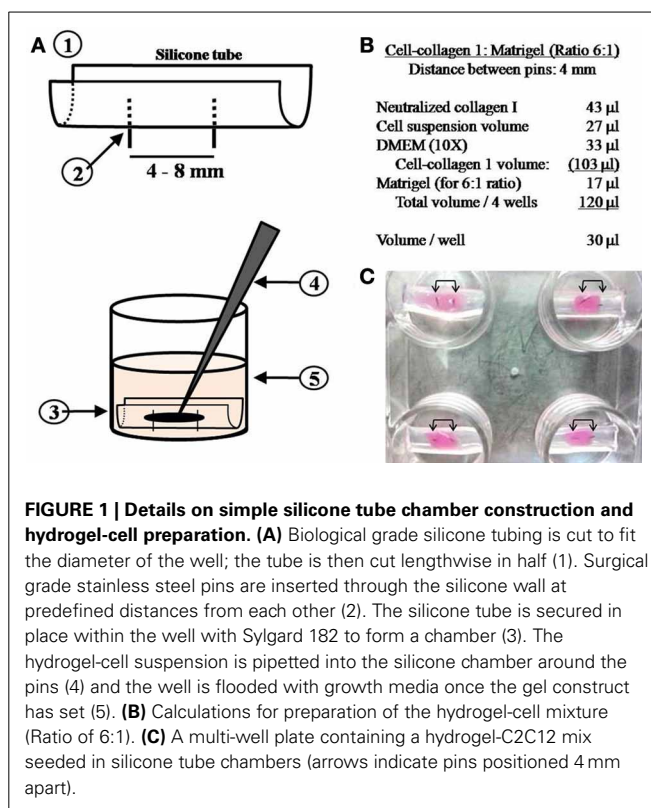 A
1
Silicone tube
2
4 - 8 mm
3
4
5
B
Cell-collagen 1: Matrigel (Ratio 6:1)
Distance between pins: 4 mm
Neutralized collagen I 43 µl
Cell suspension volume 27 µl
DMEM (10X) 33 µl
Cell-collagen 1 volume: (103 µl)
Matrigel (for 6:1 ratio) 17 µl
Total volume / 4 wells 120 µl
Volume / well 30 µl
C
FIGURE 1 | Details on simple silicone tube chamber construction and
hydrogel-cell preparation. (A) Biological grade silicone tubing is cut to fit
the diameter of the well; the tube is then cut lengthwise in half (1). Surgical
grade stainless steel pins are inserted through the silicone wall at
predefined distances from each other (2). The silicone tube is secured in
place within the well with Sylgard 182 to form a chamber (3). The
hydrogel-cell suspension is pipetted into the silicone chamber around the
pins (4) and the well is flooded with growth media once the gel construct
has set (5). (B) Calculations for preparation of the hydrogel-cell mixture
(Ratio of 6:1). (C) A multi-well plate containing a hydrogel-C2C12 mix
seeded in silicone tube chambers (arrows indicate pins positioned 4 mm
apart).